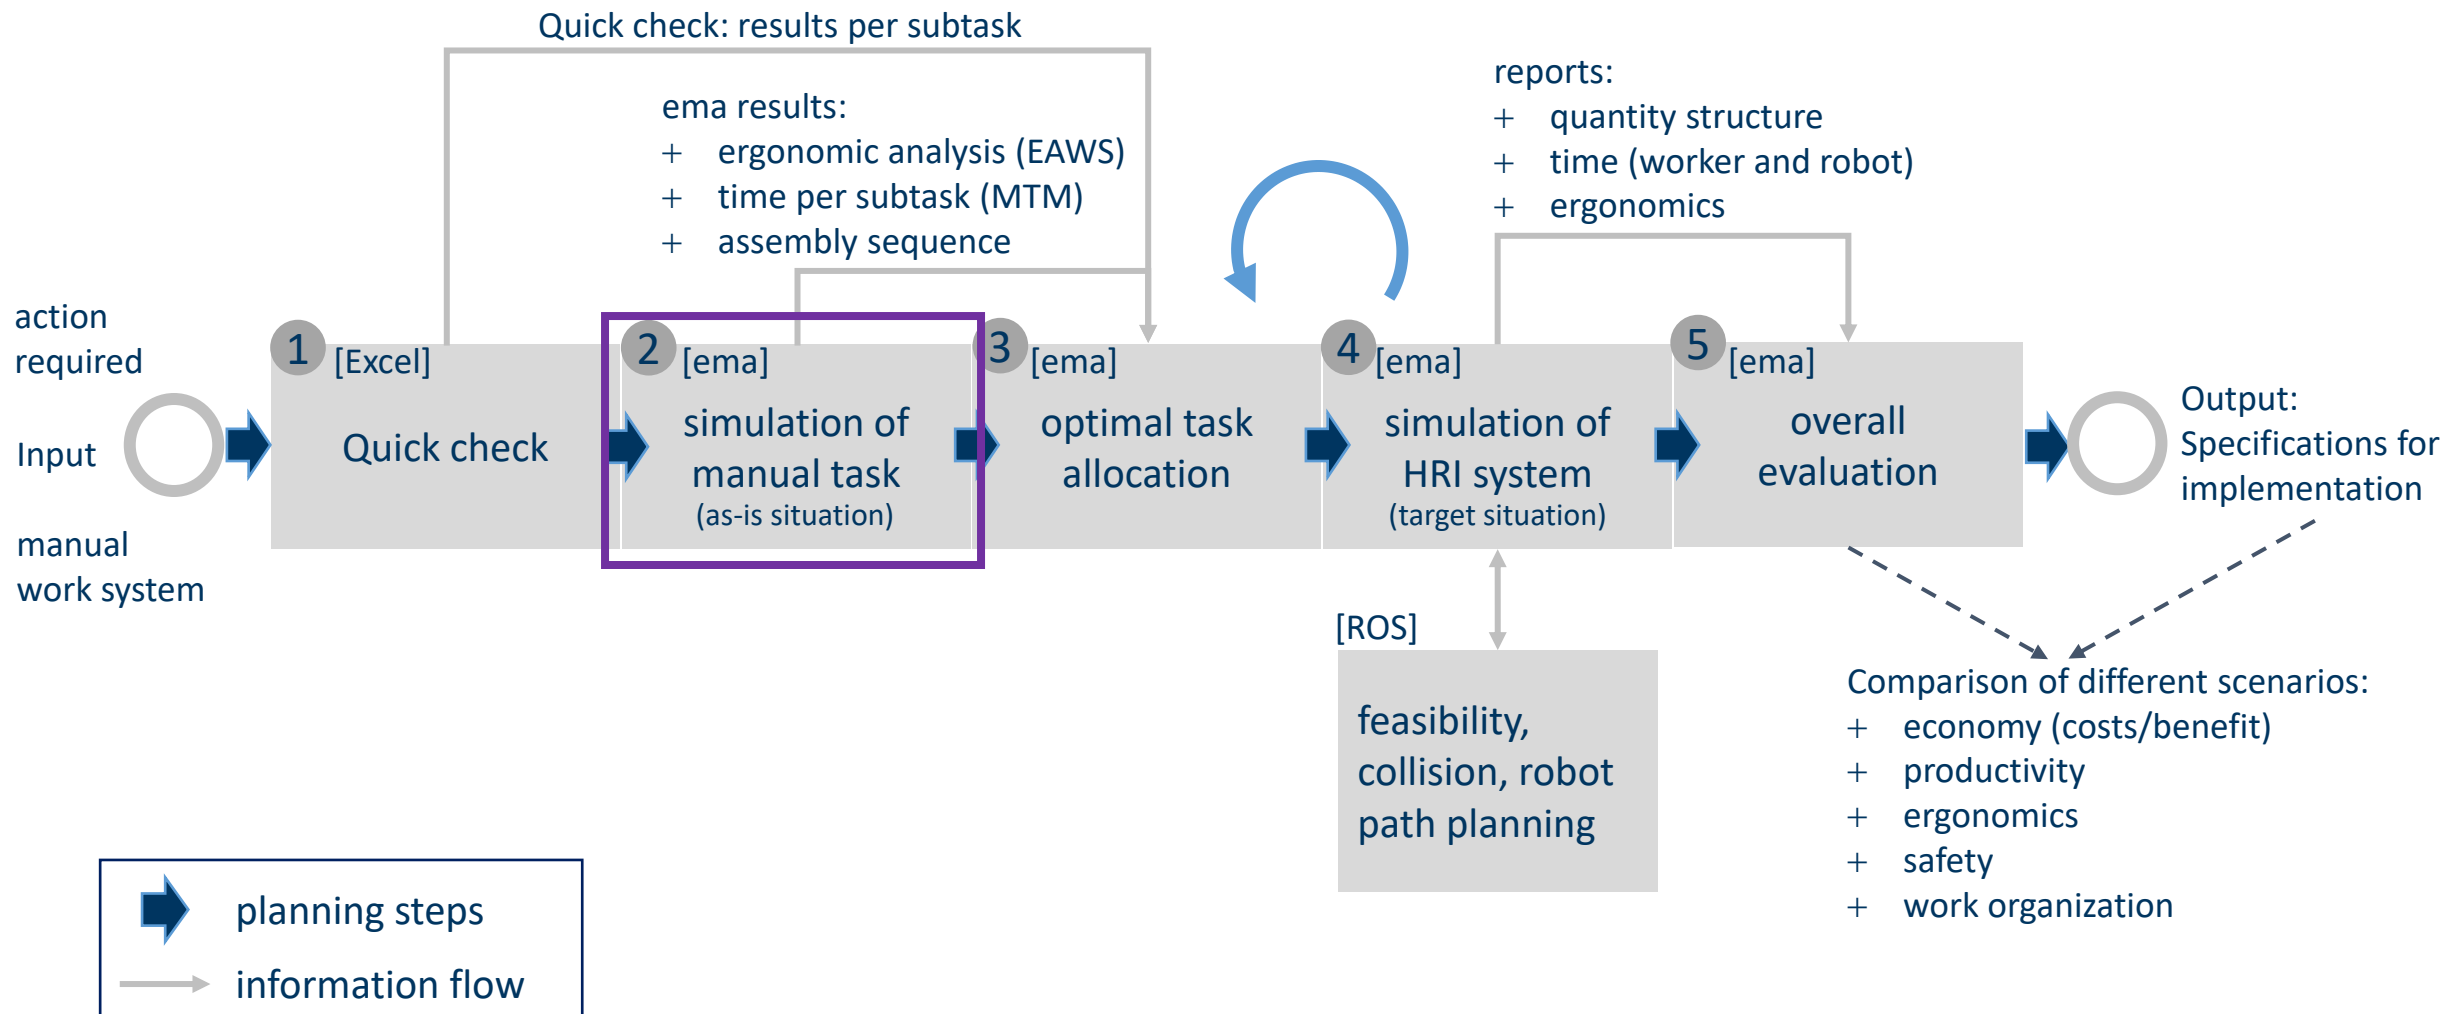 Quick check: results per subtask
ema results:
+ ergonomic analysis (EAWS)
+ time per subtask (MTM)
+ assembly sequence
reports:
+ quantity structure
+ time (worker and robot)
+ ergonomics
action
required
Input
manual
work system
1
[Excel]
Quick check
2
[ema]
simulation of
manual task
(as-is situation)
3
[ema]
optimal task
allocation
4
[ema]
simulation of
HRI system
(target situation)
5
[ema]
overall
evaluation
Output:
Specifications for
implementation
[ROS]
feasibility,
collision, robot
path planning
Comparison of different scenarios:
+ economy (costs/benefit)
+ productivity
+ ergonomics
+ safety
+ work organization
planning steps
information flow